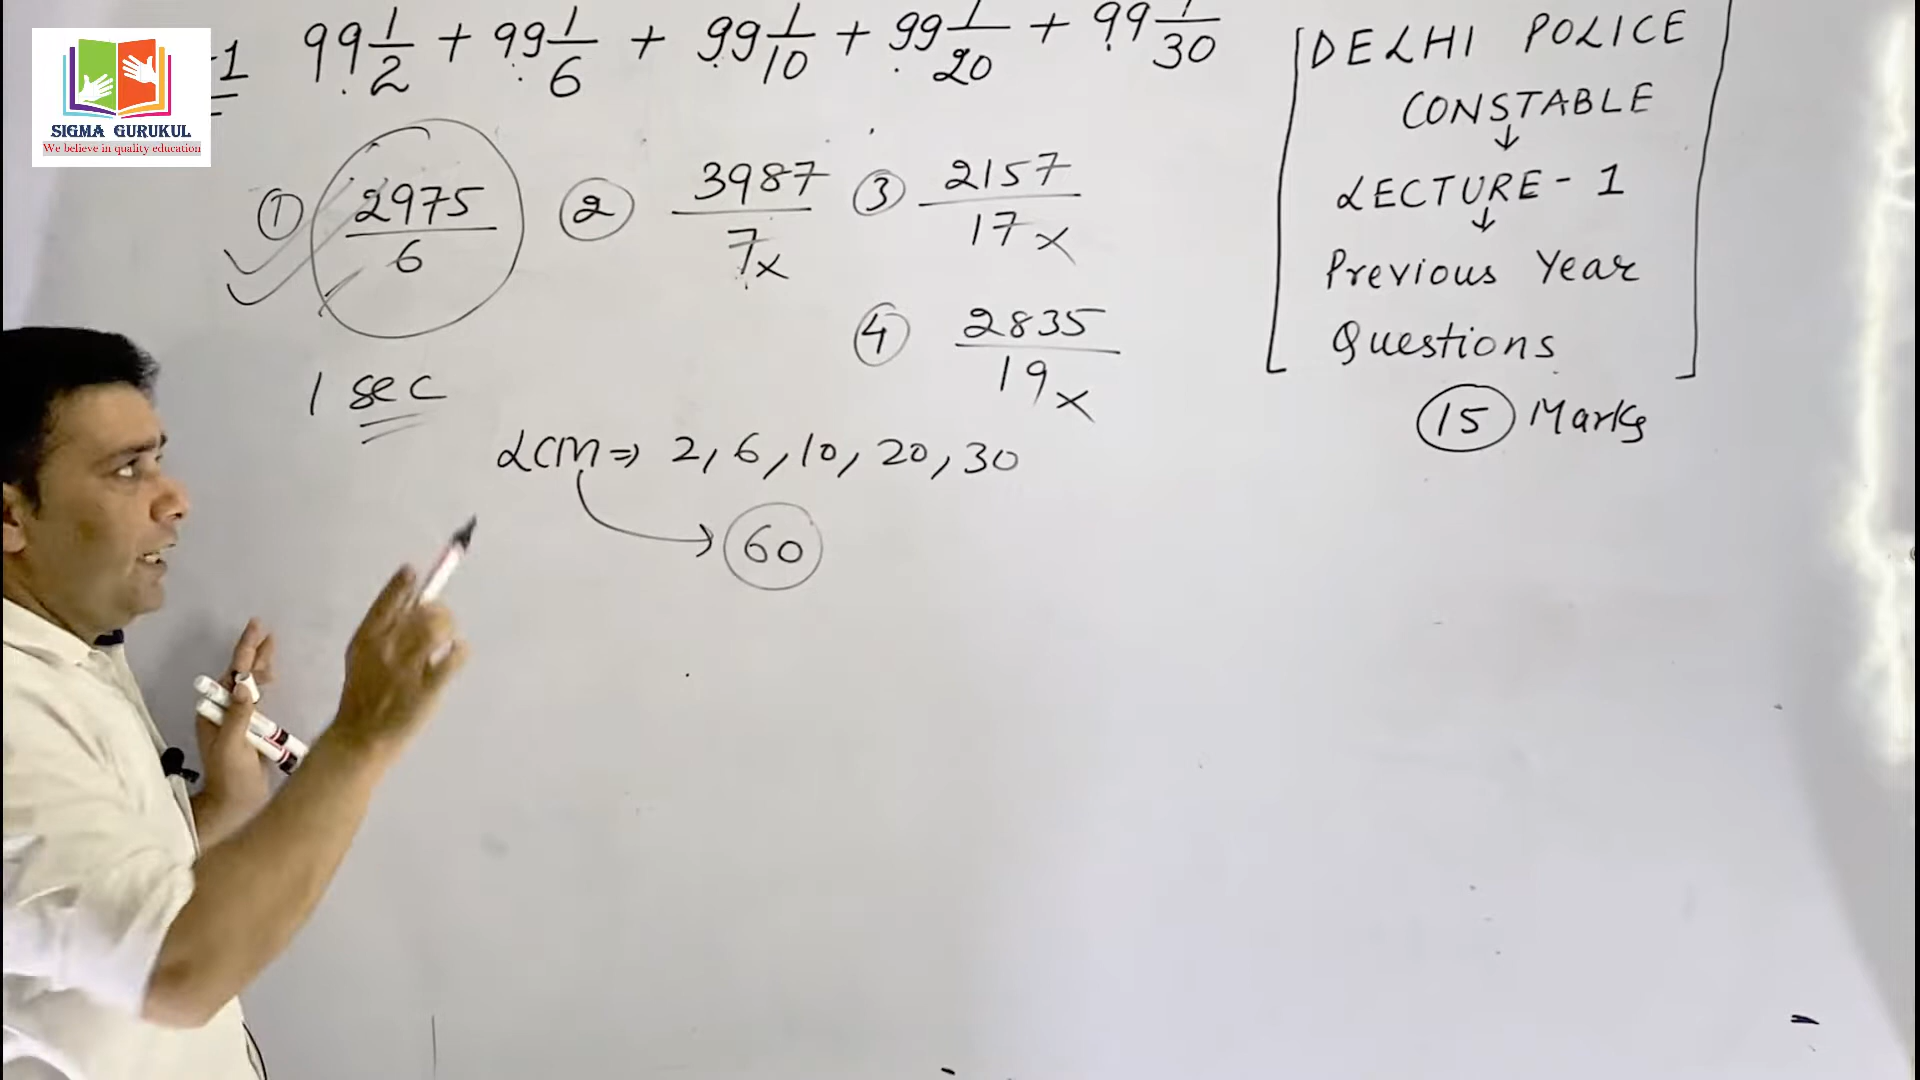 SIGMA GURUKUL
We believe in quality education
-1 99 1/2 + 99 1/6 + 99 1/10 + 99 1/20 + 99 1/30
① 2975/6 ② 3987/7 x ③ 2157/17 x
④ 2835/19 x
1 sec
LCM ⇒ 2, 6, 10, 20, 30
60
DELHI POLICE
CONSTABLE
↓
LECTURE - 1
↓
Previous Year
Questions
15 Marks